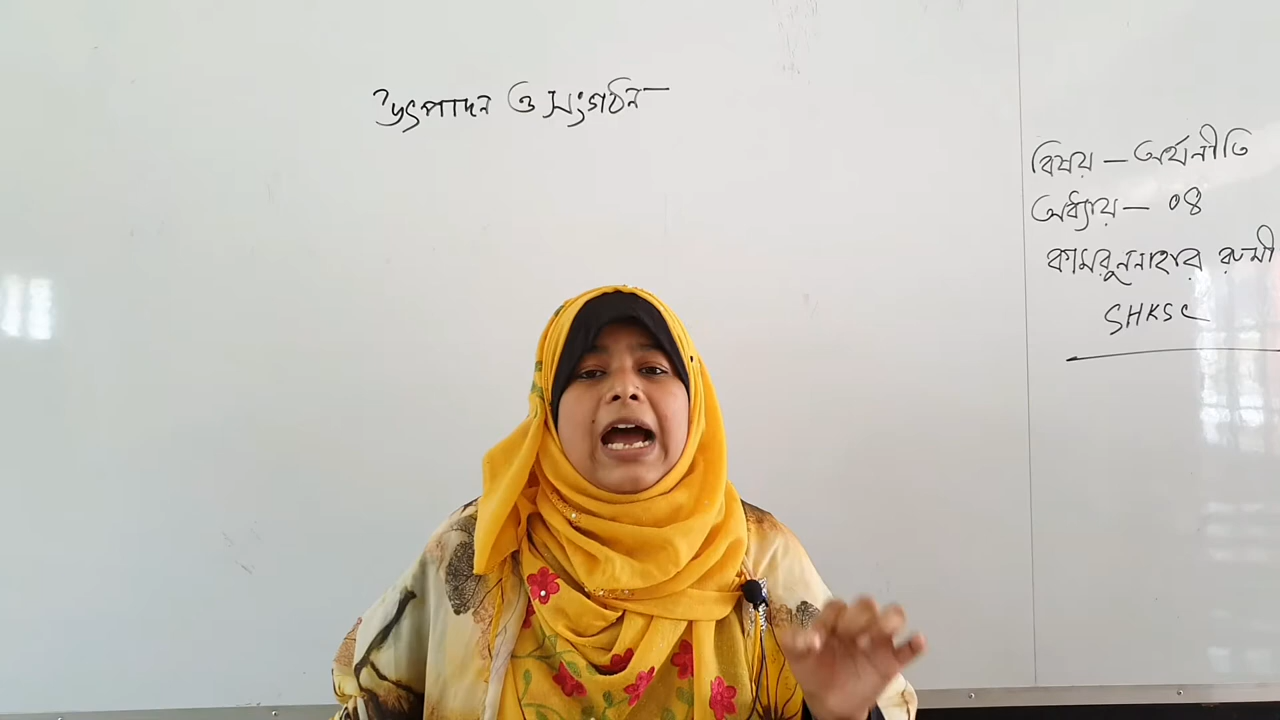 উৎপাদন ও সংগঠন
বিষয় - অর্থনীতি
অধ্যায় - ০৪
কামরুননাহার রুমী
SHKSC